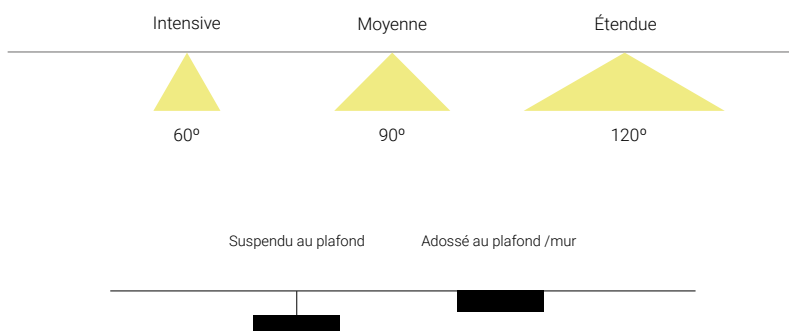 Intensive
Moyenne
Étendue
60º
90º
120º
Suspendu au plafond
Adossé au plafond /mur